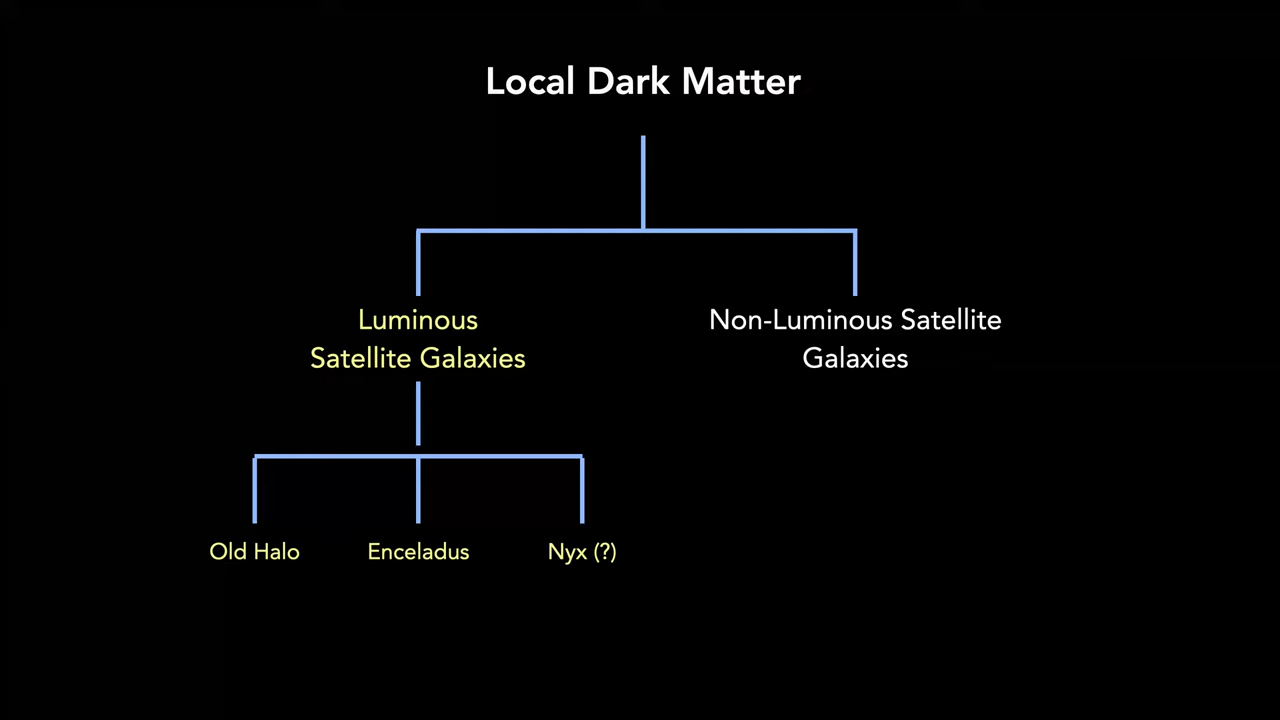 Local Dark Matter
Luminous
Satellite Galaxies
Non-Luminous Satellite
Galaxies
Old Halo
Enceladus
Nyx (?)